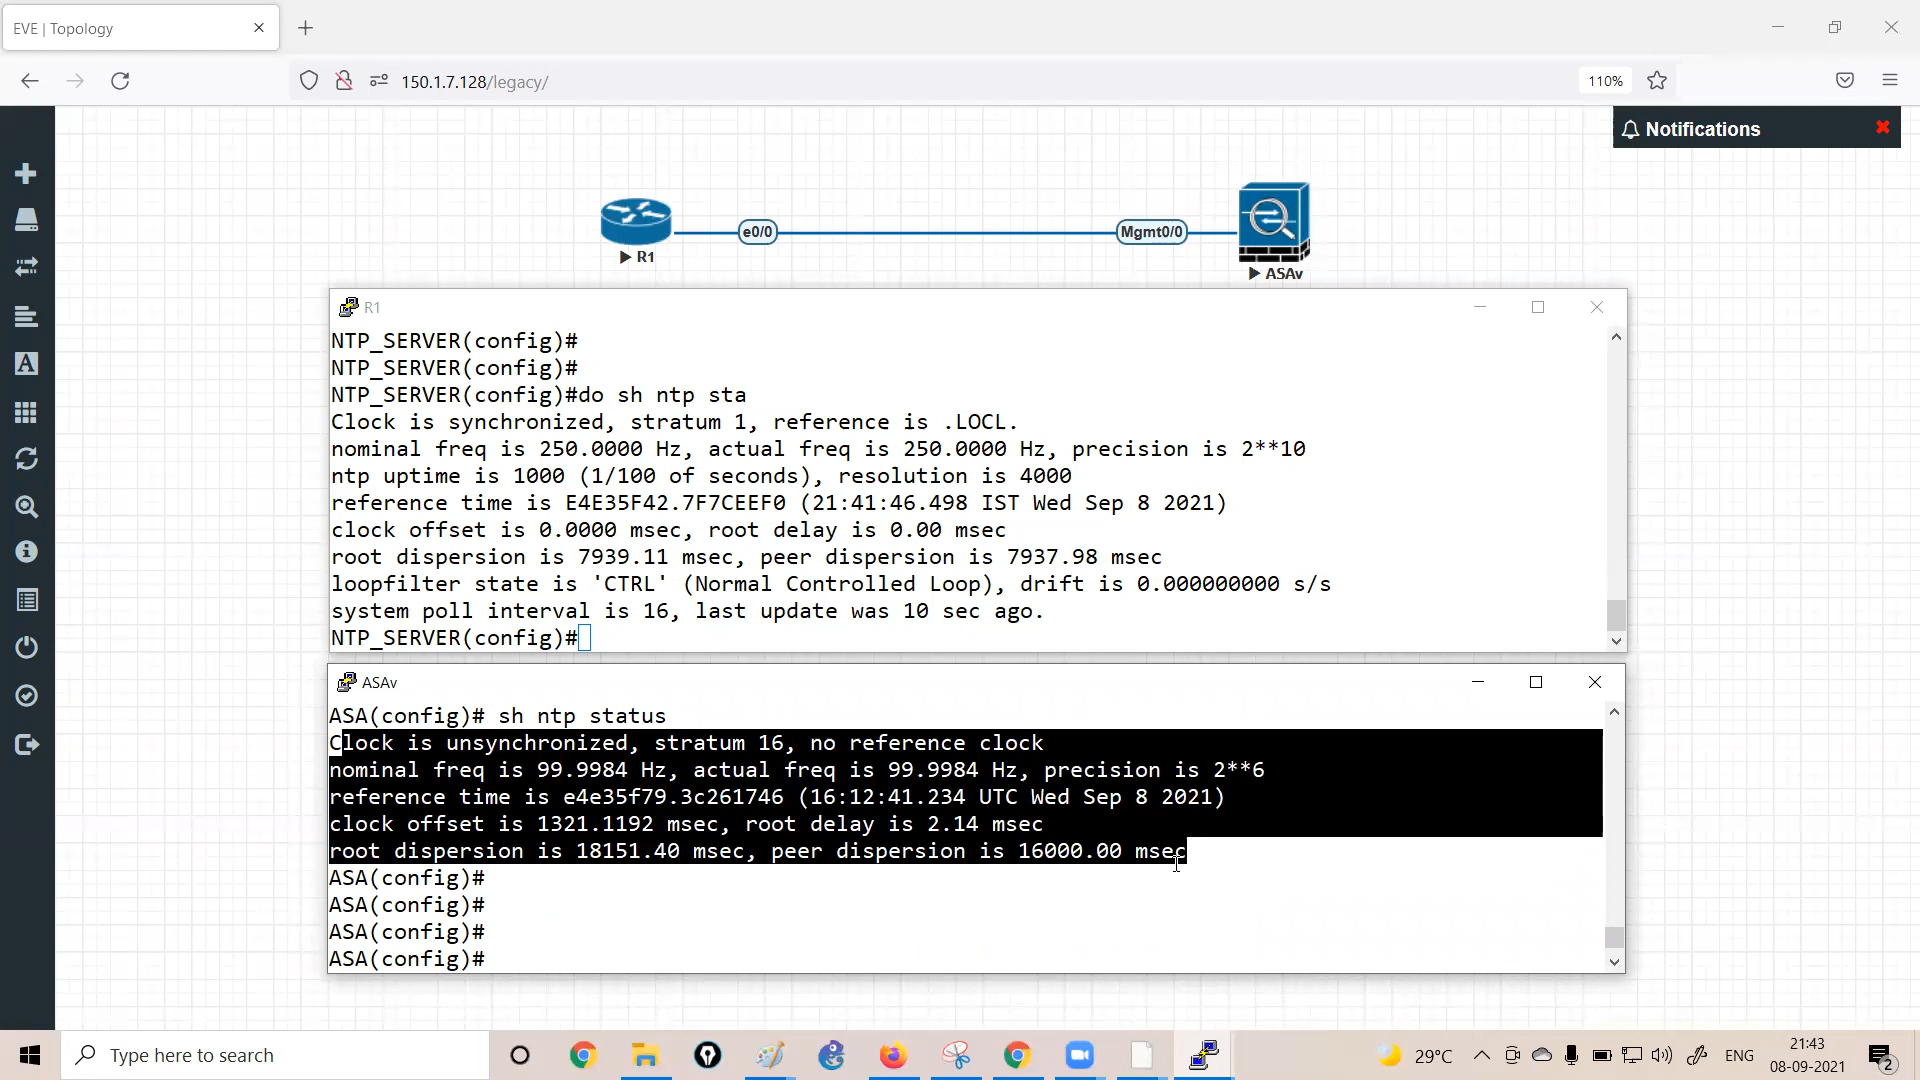 EVE | Topology
150.1.7.128/legacy/
110%
Notifications
e0/0
Mgmt0/0
R1
ASAv
R1
NTP_SERVER(config)#
NTP_SERVER(config)#
NTP_SERVER(config)#do sh ntp sta
Clock is synchronized, stratum 1, reference is .LOCL.
nominal freq is 250.0000 Hz, actual freq is 250.0000 Hz, precision is 2**10
ntp uptime is 1000 (1/100 of seconds), resolution is 4000
reference time is E4E35F42.7F7CEEF0 (21:41:46.498 IST Wed Sep 8 2021)
clock offset is 0.0000 msec, root delay is 0.00 msec
root dispersion is 7939.11 msec, peer dispersion is 7937.98 msec
loopfilter state is 'CTRL' (Normal Controlled Loop), drift is 0.000000000 s/s
system poll interval is 16, last update was 10 sec ago.
NTP_SERVER(config)#
ASAv
ASA(config)# sh ntp status
Clock is unsynchronized, stratum 16, no reference clock
nominal freq is 99.9984 Hz, actual freq is 99.9984 Hz, precision is 2**6
reference time is e4e35f79.3c261746 (16:12:41.234 UTC Wed Sep 8 2021)
clock offset is 1321.1192 msec, root delay is 2.14 msec
root dispersion is 18151.40 msec, peer dispersion is 16000.00 msec
ASA(config)#
ASA(config)#
ASA(config)#
ASA(config)#
Type here to search
29°C
ENG
21:43
08-09-2021
2